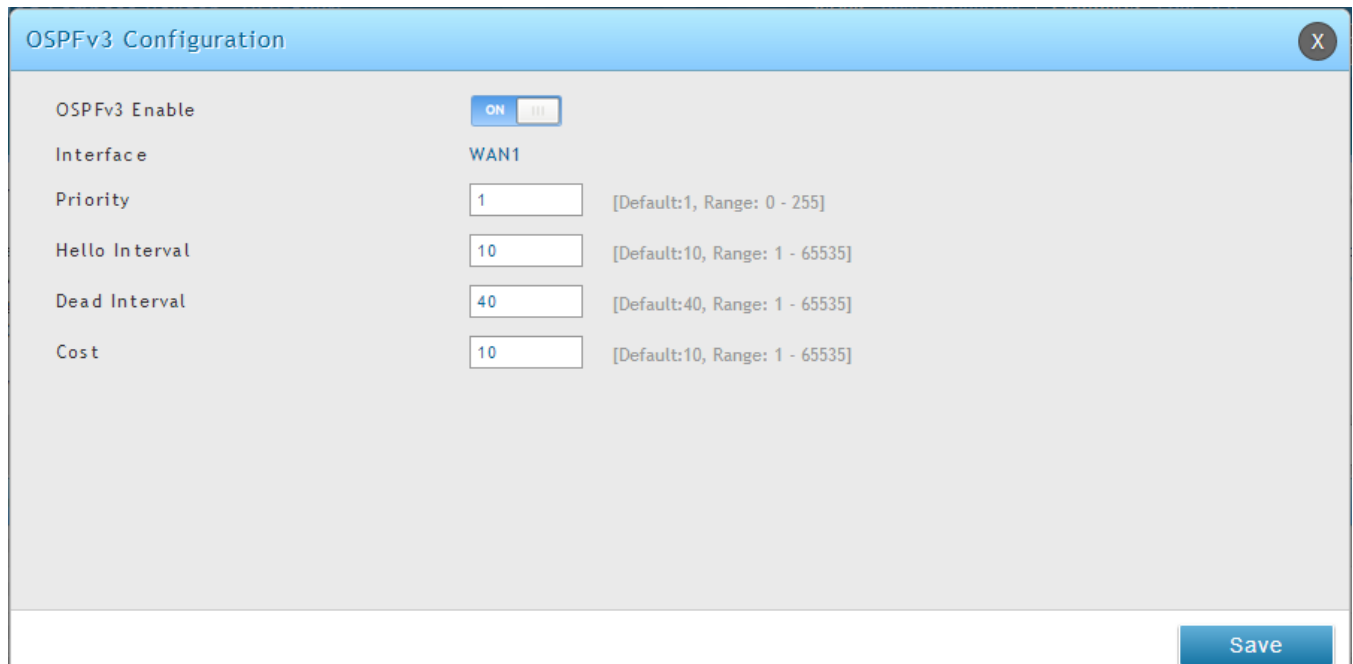 OSPFv3 Configuration
X
OSPFv3 Enable ON
Interface WAN1
Priority 1 [Default:1, Range: 0 - 255]
Hello Interval 10 [Default:10, Range: 1 - 65535]
Dead Interval 40 [Default:40, Range: 1 - 65535]
Cost 10 [Default:10, Range: 1 - 65535]
Save